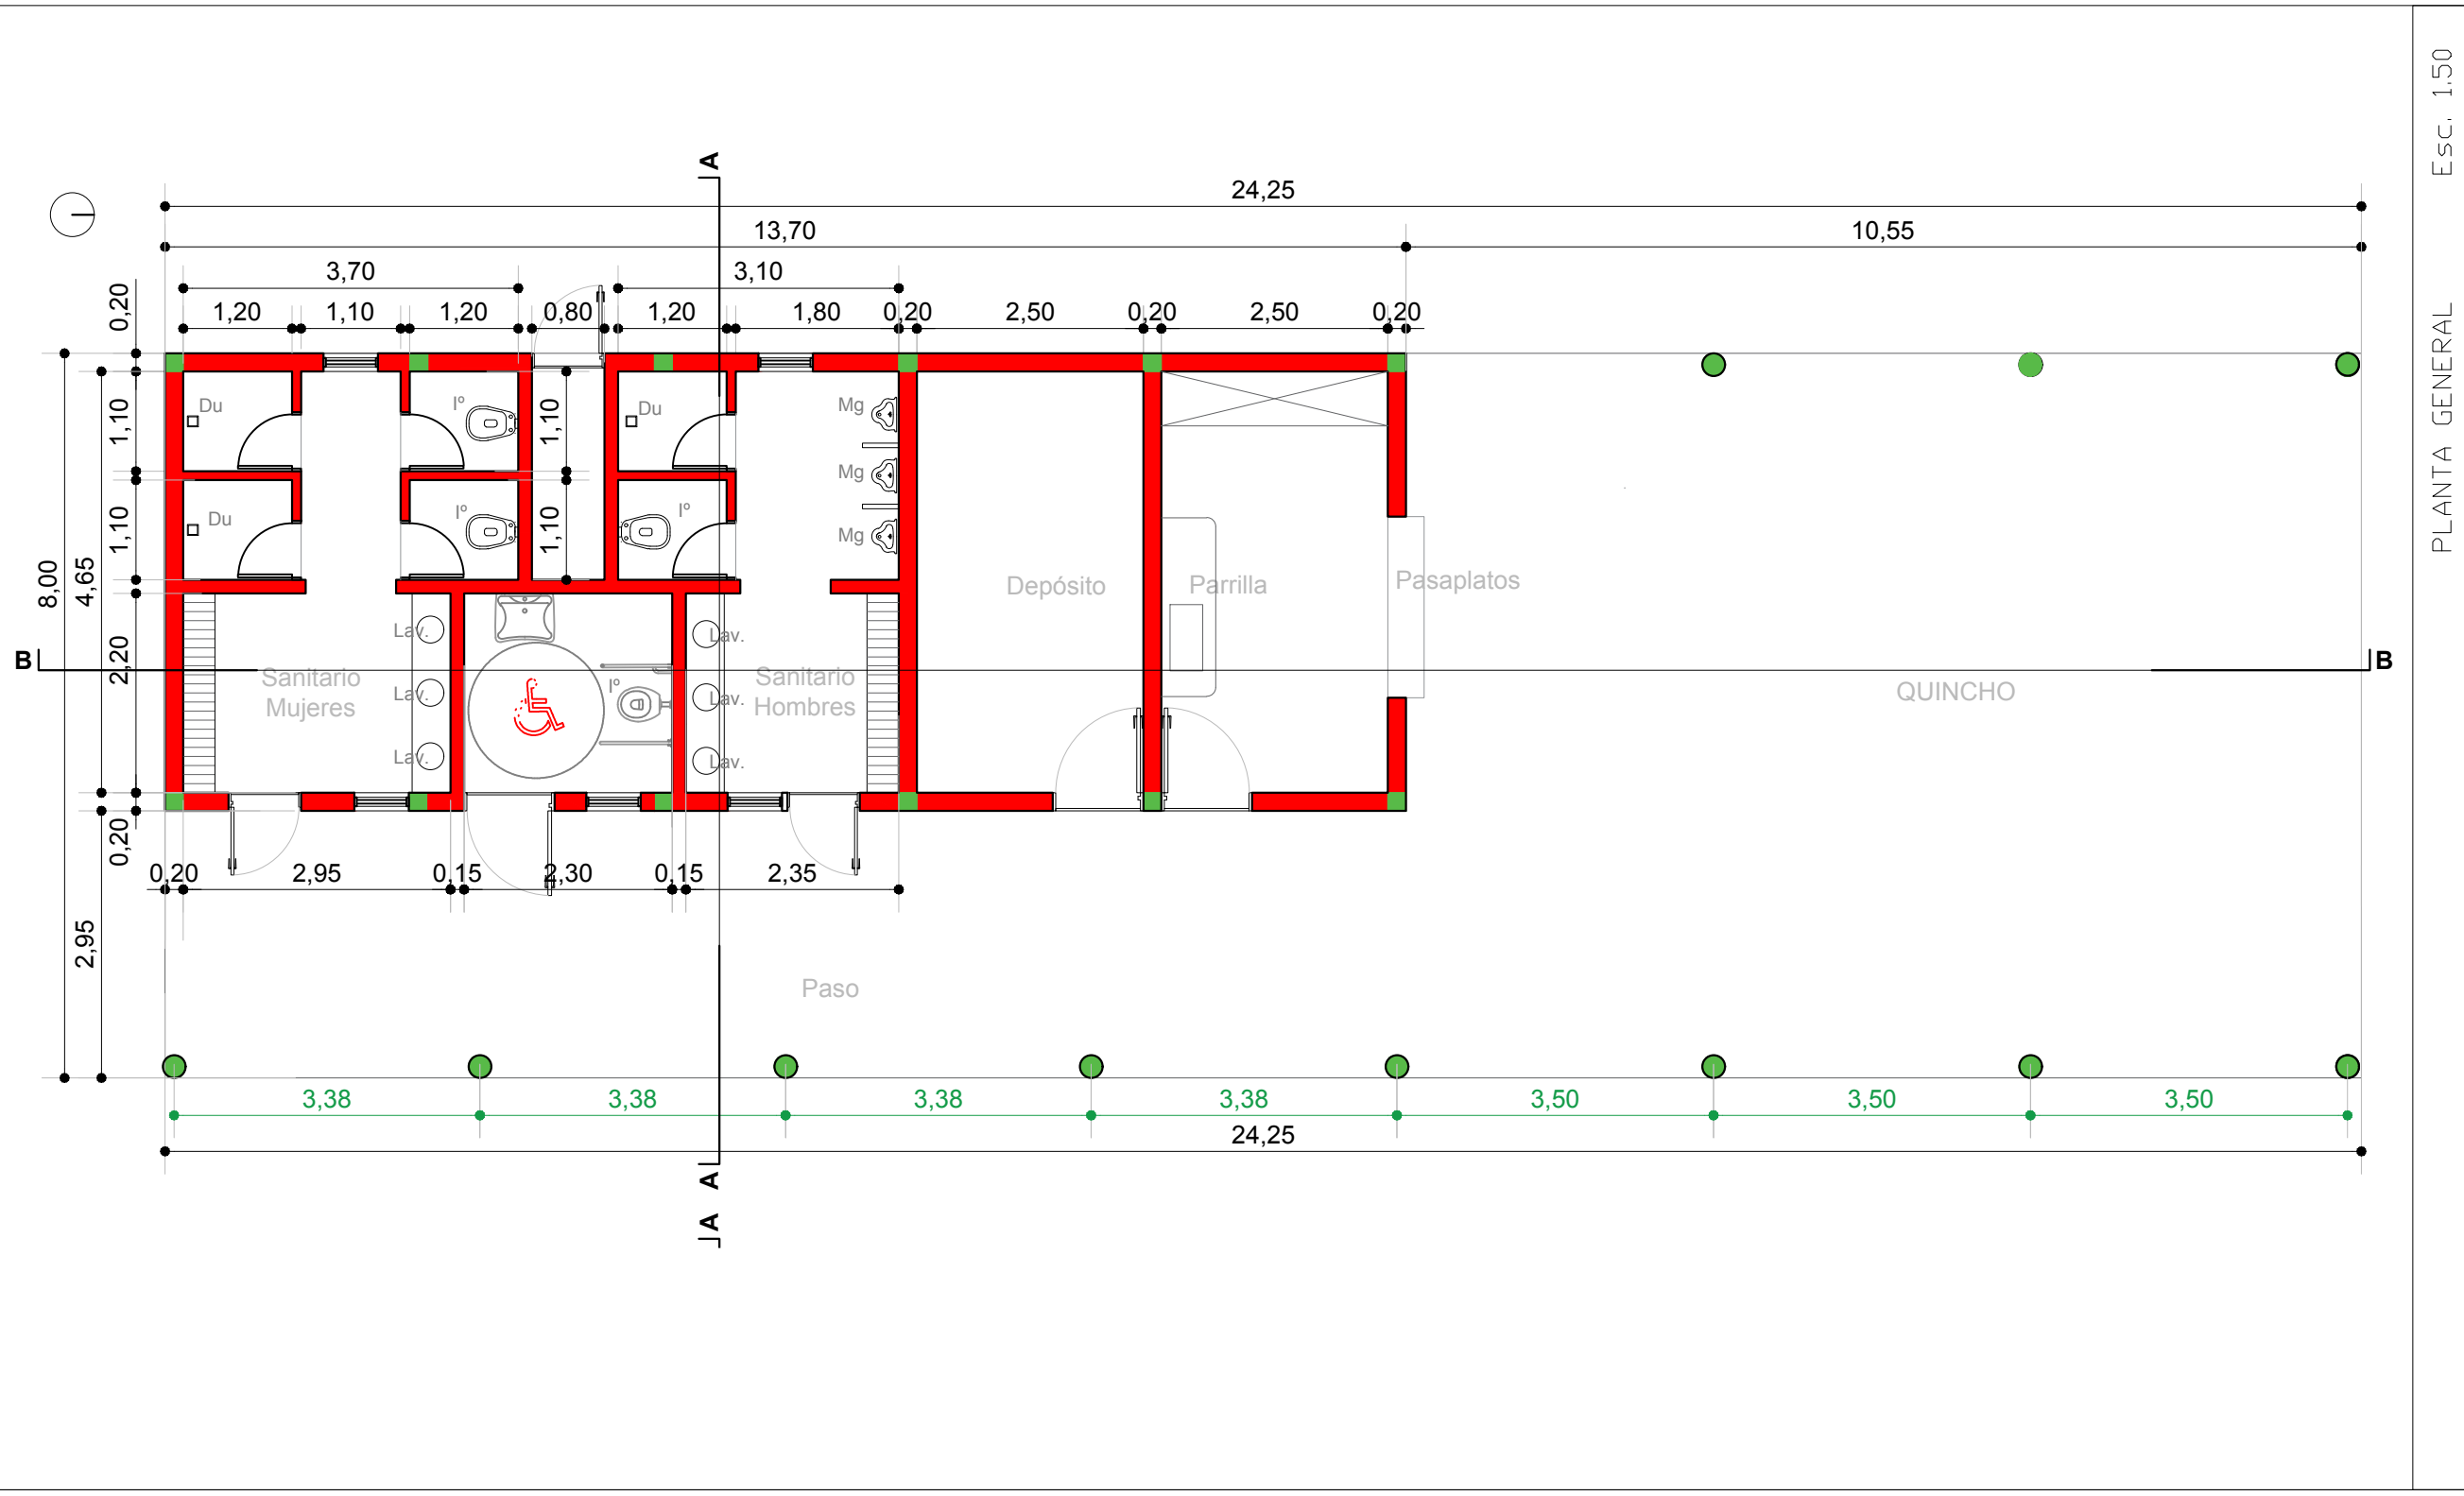 Esc. 1.50
PLANTA GENERAL
A
24,25
13,70
10,55
3,70
3,10
0,20
1,20
1,10
1,20
0,80
1,20
1,80
0,20
2,50
0,20
2,50
0,20
Du
Iº
1,10
1,10
Du
Mg
Mg
Du
Iº
1,10
1,10
Iº
Mg
8,00
4,65
Depósito
Parrilla
Pasaplatos
Lav.
Lav.
B
2,20
Sanitario
Mujeres
Iº
Sanitario
Hombres
B
QUINCHO
Lav.
Lav.
Lav.
Lav.
0,20
0,20
2,95
0,15
2,30
0,15
2,35
2,95
Paso
3,38
3,38
3,38
3,38
3,50
3,50
3,50
24,25
A
A